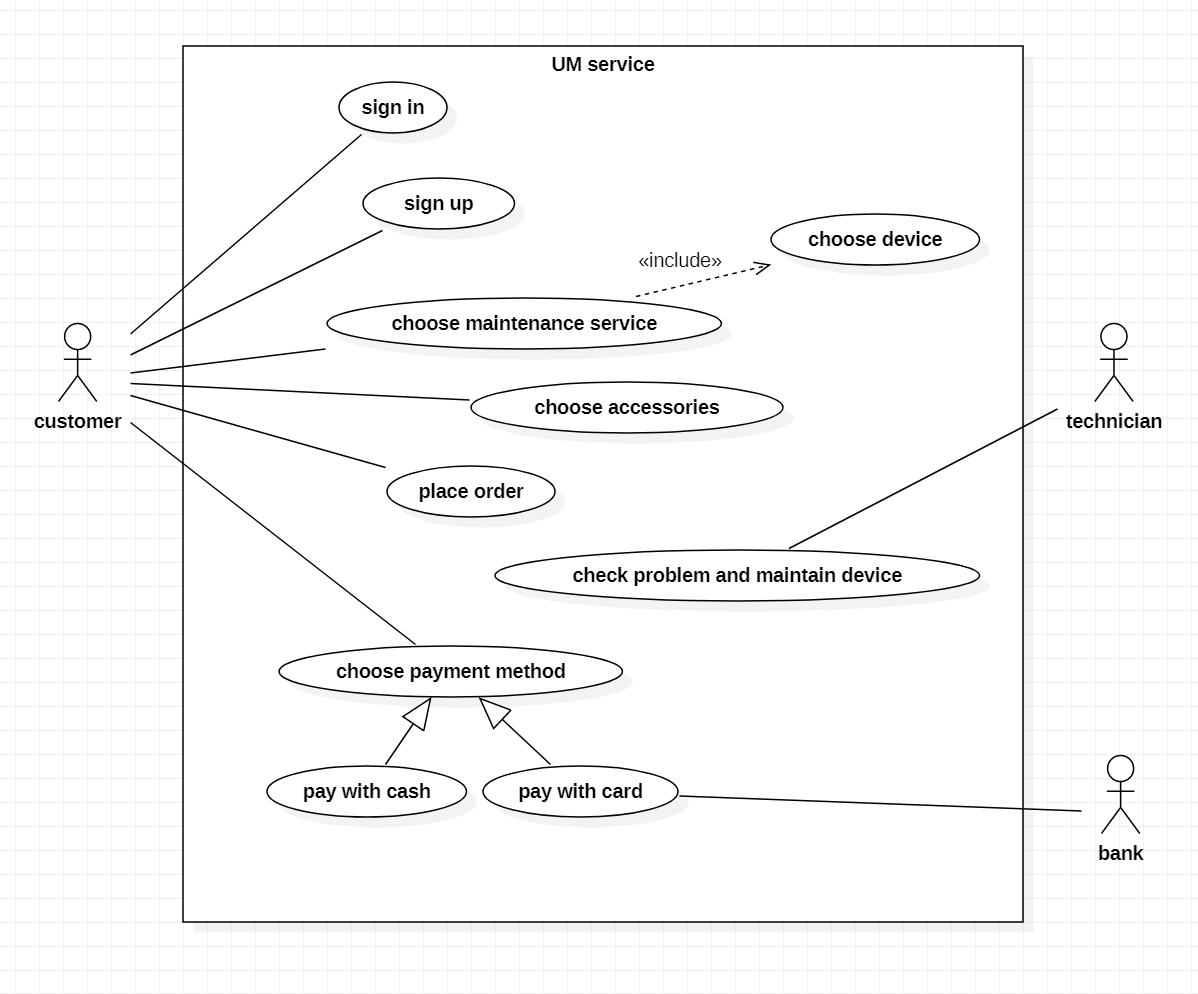 UM service
sign in
sign up
choose device
«include»
choose maintenance service
choose accessories
customer
technician
place order
check problem and maintain device
choose payment method
pay with cash
pay with card
bank